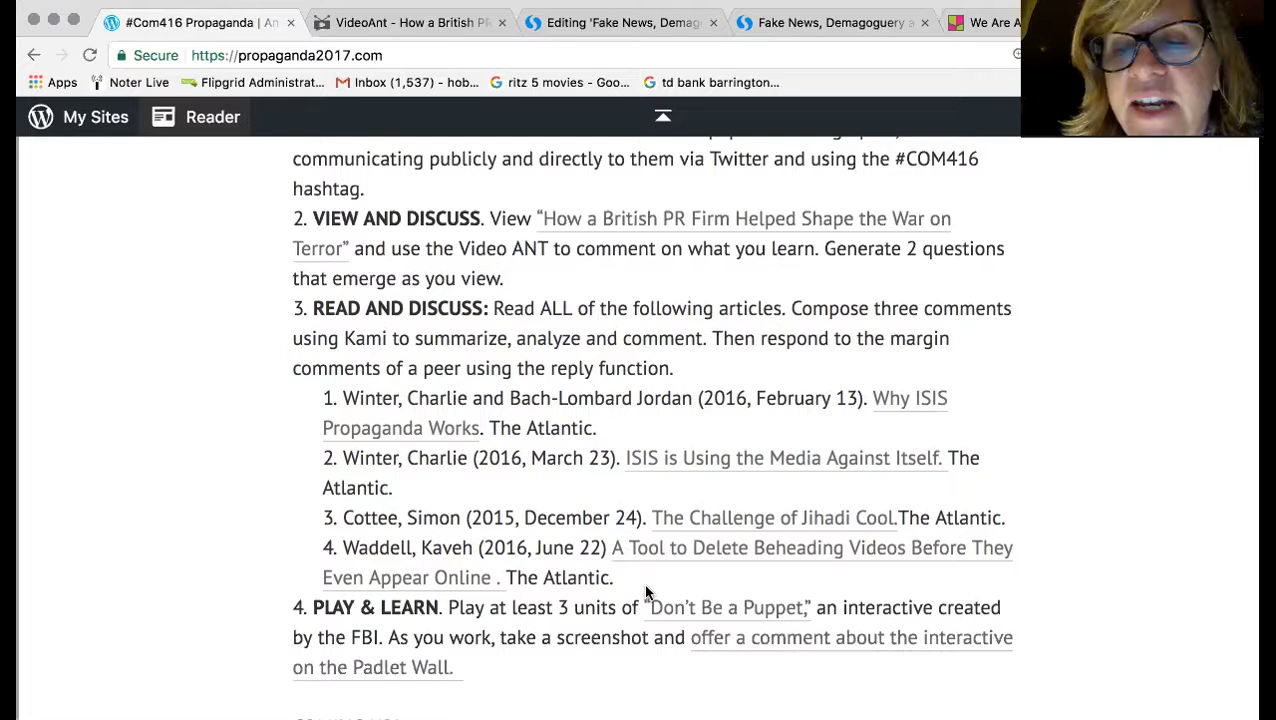 #Com416 Propaganda | An
VideoAnt - How a British PR
Editing 'Fake News, Demag
Fake News, Demagoguery a
We Are A
Secure https://propaganda2017.com
Apps Noter Live Flipgrid Administrat... Inbox (1,537) - hob... ritz 5 movies - Goo... td bank barrington...
My Sites Reader
communicating publicly and directly to them via Twitter and using the #COM416
hashtag.
2. VIEW AND DISCUSS. View “How a British PR Firm Helped Shape the War on
Terror” and use the Video ANT to comment on what you learn. Generate 2 questions
that emerge as you view.
3. READ AND DISCUSS: Read ALL of the following articles. Compose three comments
using Kami to summarize, analyze and comment. Then respond to the margin
comments of a peer using the reply function.
1. Winter, Charlie and Bach-Lombard Jordan (2016, February 13). Why ISIS
Propaganda Works. The Atlantic.
2. Winter, Charlie (2016, March 23). ISIS is Using the Media Against Itself. The
Atlantic.
3. Cottee, Simon (2015, December 24). The Challenge of Jihadi Cool.The Atlantic.
4. Waddell, Kaveh (2016, June 22) A Tool to Delete Beheading Videos Before They
Even Appear Online . The Atlantic.
4. PLAY & LEARN. Play at least 3 units of “Don’t Be a Puppet,” an interactive created
by the FBI. As you work, take a screenshot and offer a comment about the interactive
on the Padlet Wall.